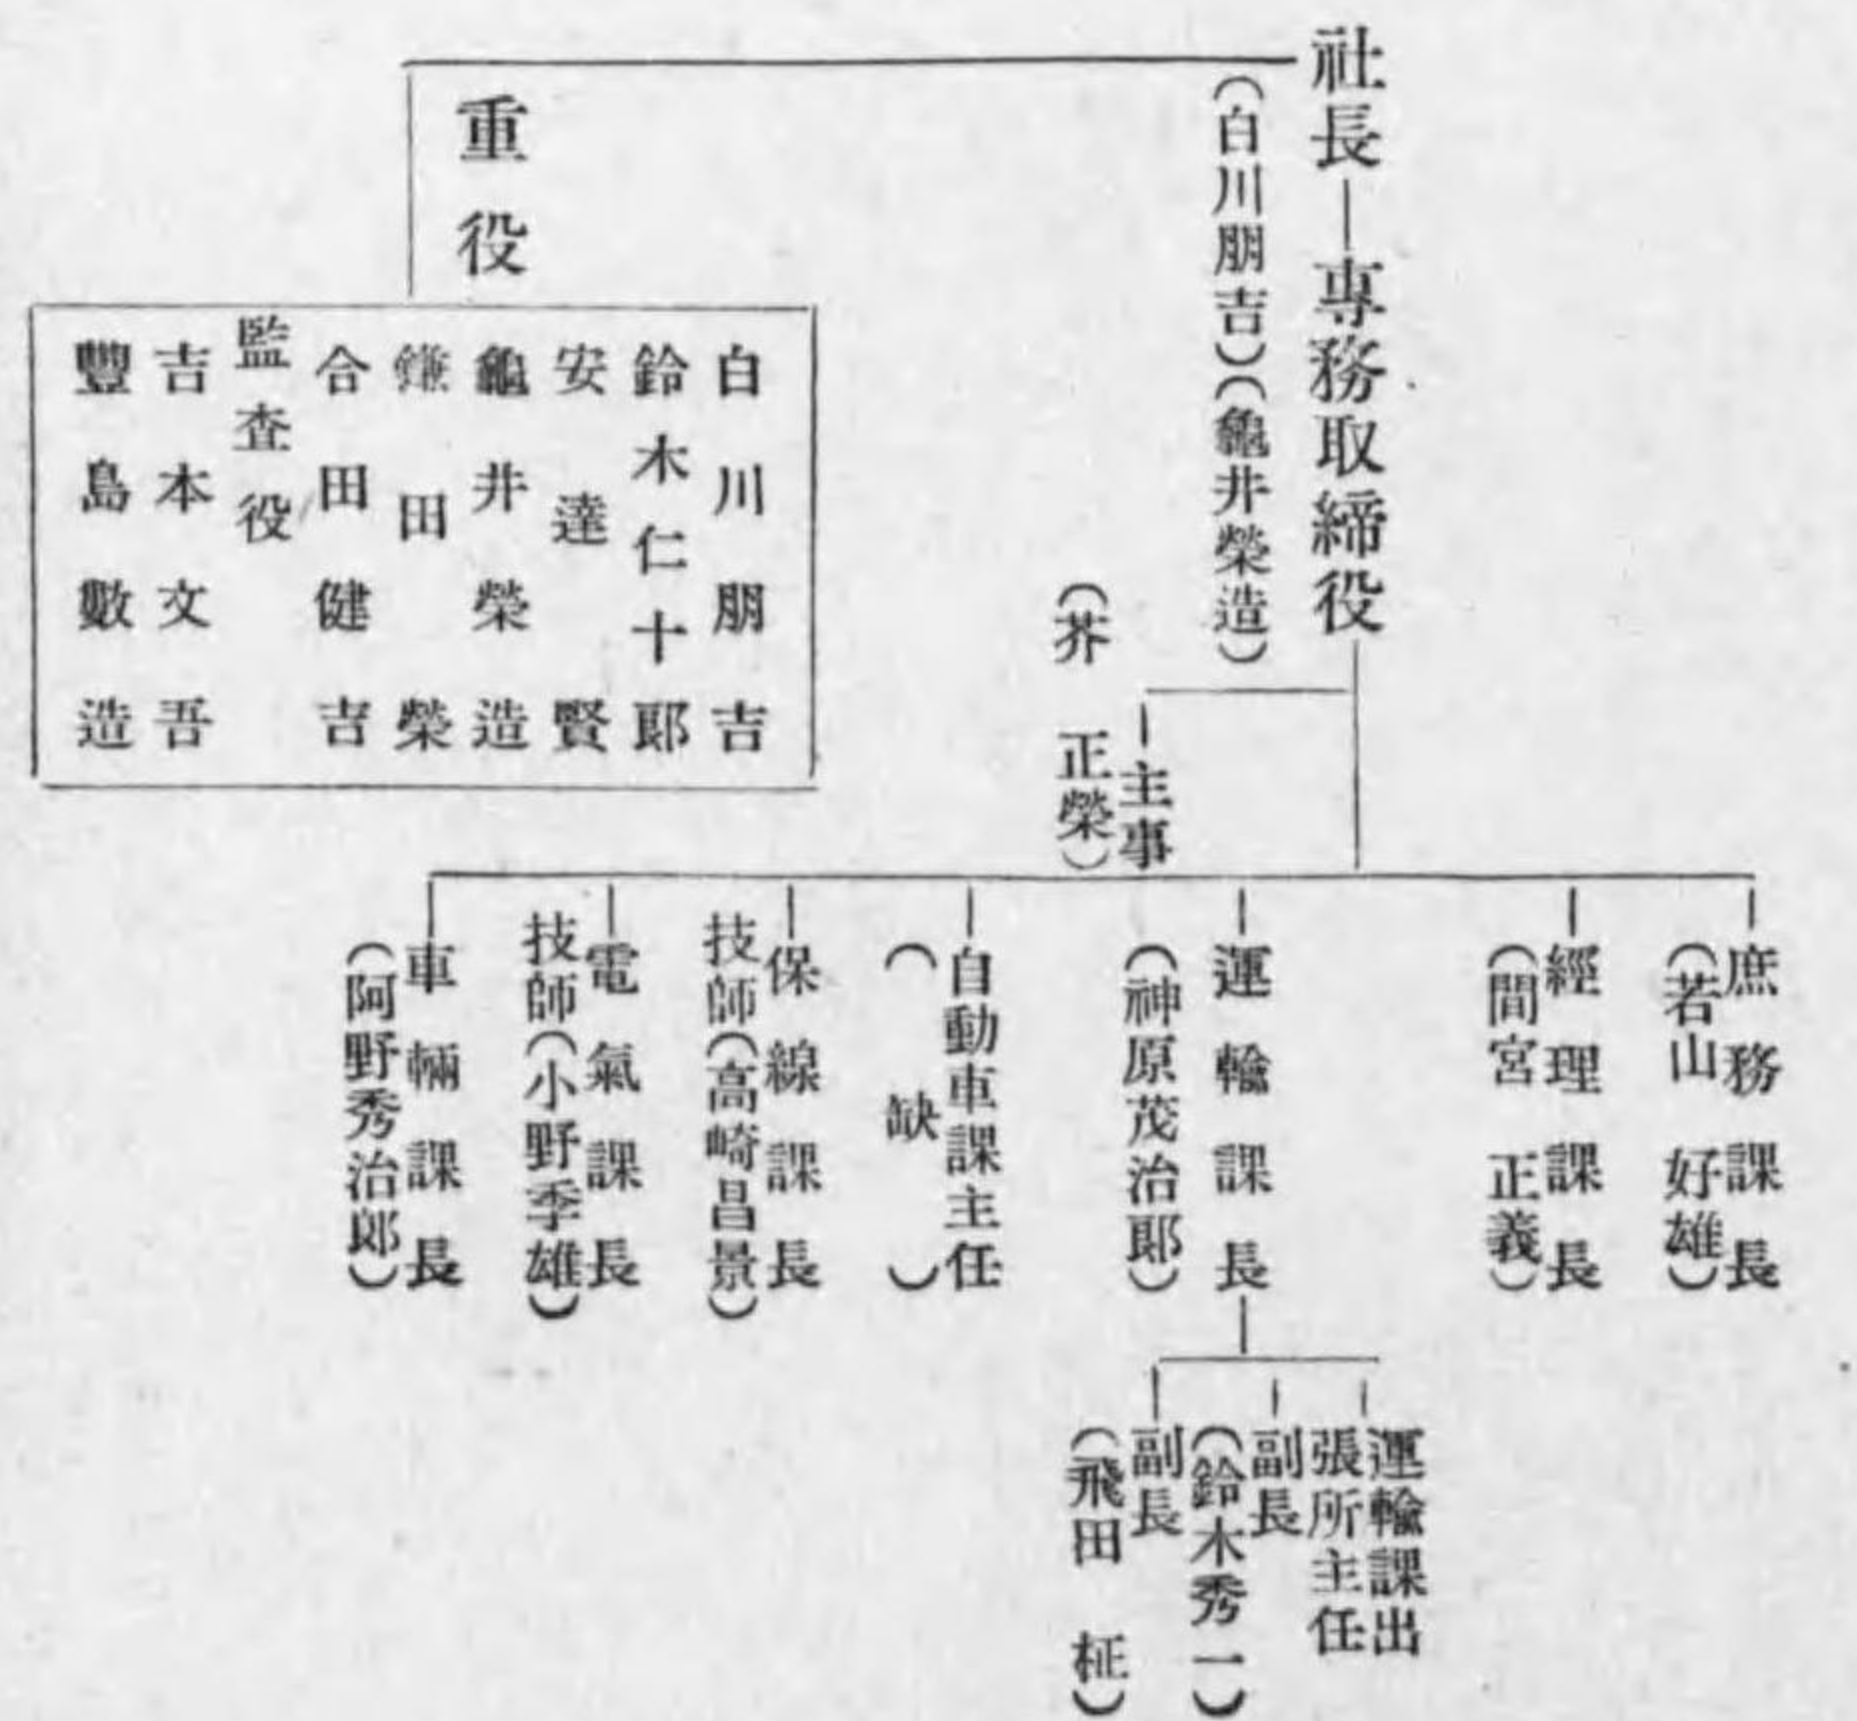 社長―專務取締役
(白川朋吉)(龜井榮造)
主事
(芥 正榮)
重役
白川朋吉
鈴木仁十郞
安達賢
龜井榮造
鎌田榮
合田健吉
監査役
吉本文吾
豐島數造
庶務課長
(若山 好雄)
經理課長
(間宮 正義)
運輸課長
(神原茂治郞)
運輸課出
張所主任
副長
(鈴木秀一)
副長
(飛田 柾)
自動車課主任
( 缺 )
保線課長
技師(高崎昌景)
電氣課長
技師(小野季雄)
車輛課長
(阿野秀治郞)